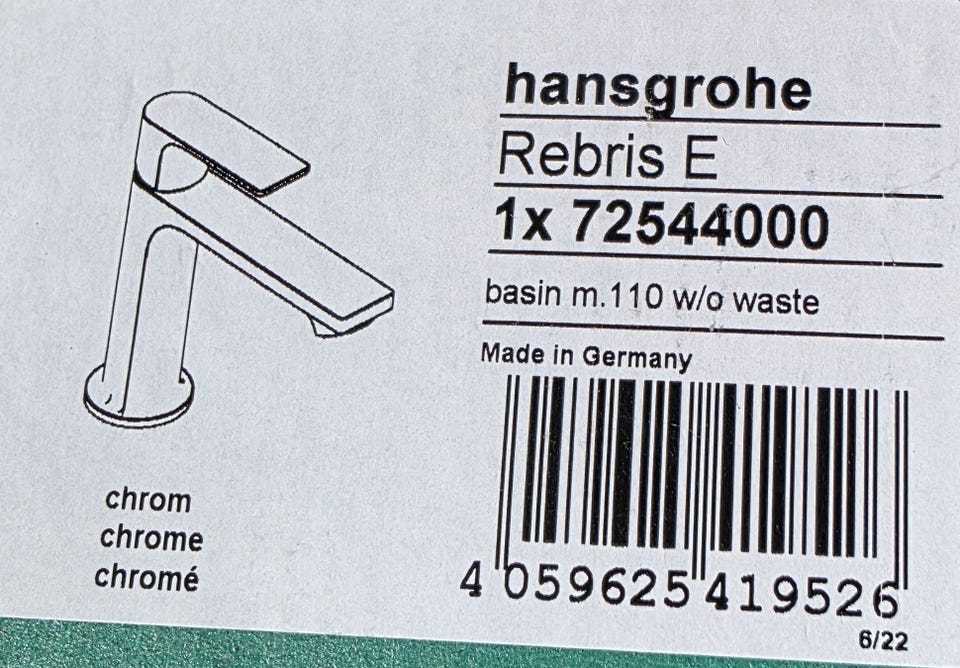 hansgrohe
Rebris E
1x 72544000
basin m.110 w/o waste
Made in Germany
chrom
chrome
chromé
4 059625 419526
6/22